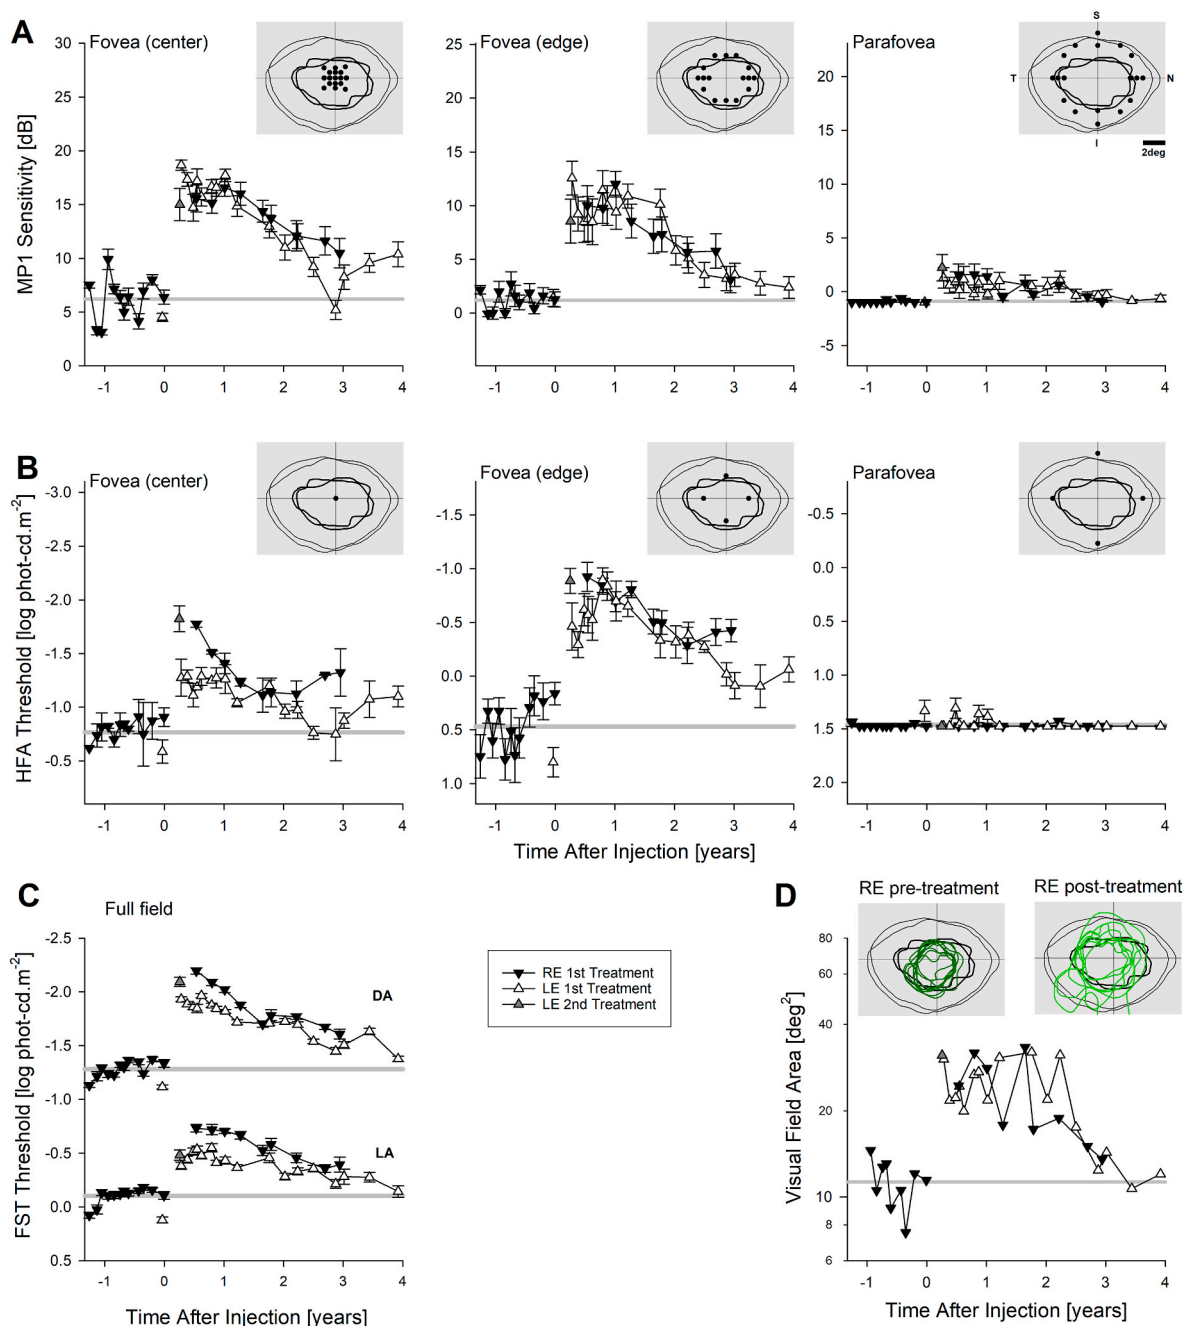 A
Fovea (center)
Fovea (edge)
Parafovea
S
T
N
I
2deg
MP1 Sensitivity [dB]
30
25
20
15
10
5
0
-1 0 1 2 3 4
25
20
15
10
5
0
-1 0 1 2 3 4
20
15
10
5
0
-5
-1 0 1 2 3 4
B
Fovea (center)
Fovea (edge)
Parafovea
HFA Threshold [log phot-cd.m-2]
-3.0
-2.5
-2.0
-1.5
-1.0
-0.5
-1 0 1 2 3 4
-1.5
-1.0
-0.5
0.0
0.5
1.0
-1 0 1 2 3 4
-0.5
0.0
0.5
1.0
1.5
2.0
-1 0 1 2 3 4
Time After Injection [years]
C
Full field
FST Threshold [log phot-cd.m-2]
-2.5
-2.0
-1.5
-1.0
-0.5
0.0
0.5
DA
LA
-1 0 1 2 3 4
Time After Injection [years]
RE 1st Treatment
LE 1st Treatment
LE 2nd Treatment
D
RE pre-treatment
RE post-treatment
Visual Field Area [deg2]
80
60
40
20
10
8
6
-1 0 1 2 3 4
Time After Injection [years]